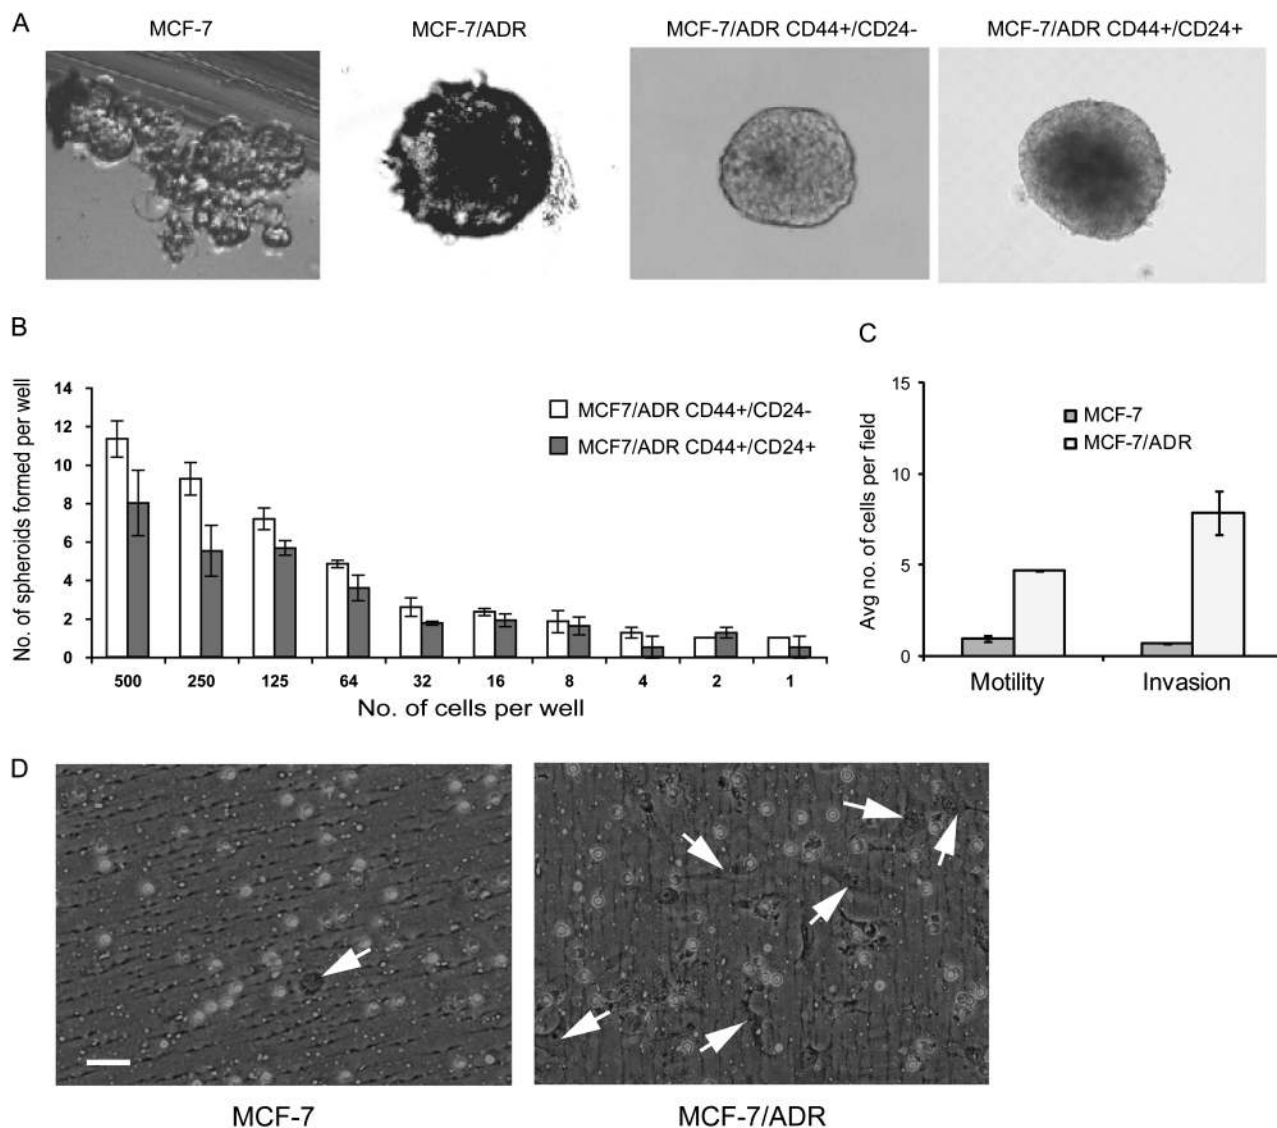 A
MCF-7
MCF-7/ADR
MCF-7/ADR CD44+/CD24-
MCF-7/ADR CD44+/CD24+
B
No. of spheroids formed per well
14
12
10
8
6
4
2
0
MCF7/ADR CD44+/CD24-
MCF7/ADR CD44+/CD24+
500 250 125 64 32 16 8 4 2 1
No. of cells per well
C
Avg no. of cells per field
15
10
5
0
MCF-7
MCF-7/ADR
Motility Invasion
D
MCF-7
MCF-7/ADR